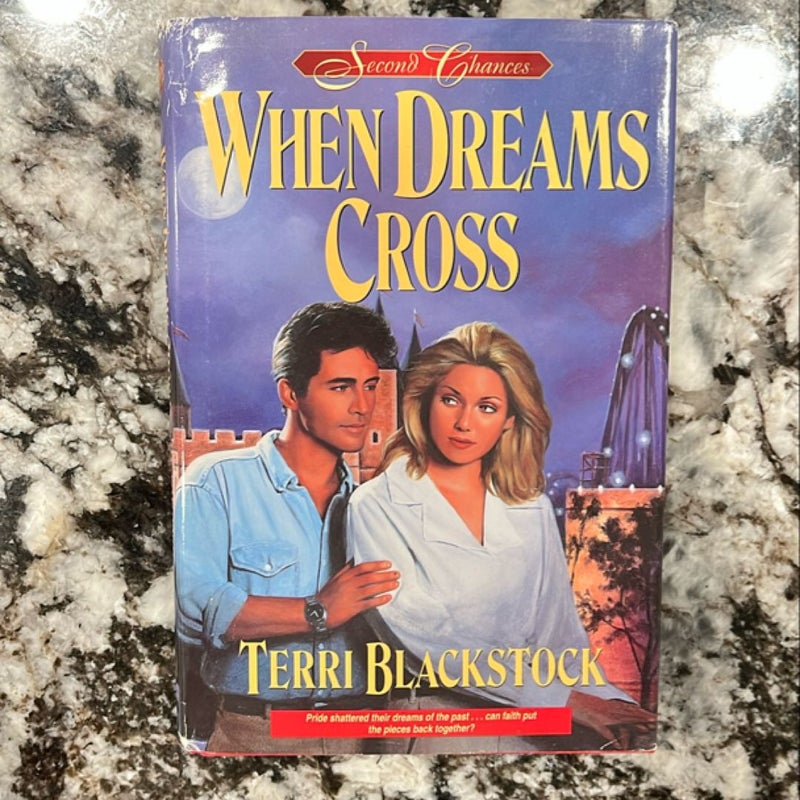 Second Chances
WHEN DREAMS
CROSS
TERRI BLACKSTOCK
Pride shattered their dreams of the past . . . can faith put
the pieces back together?